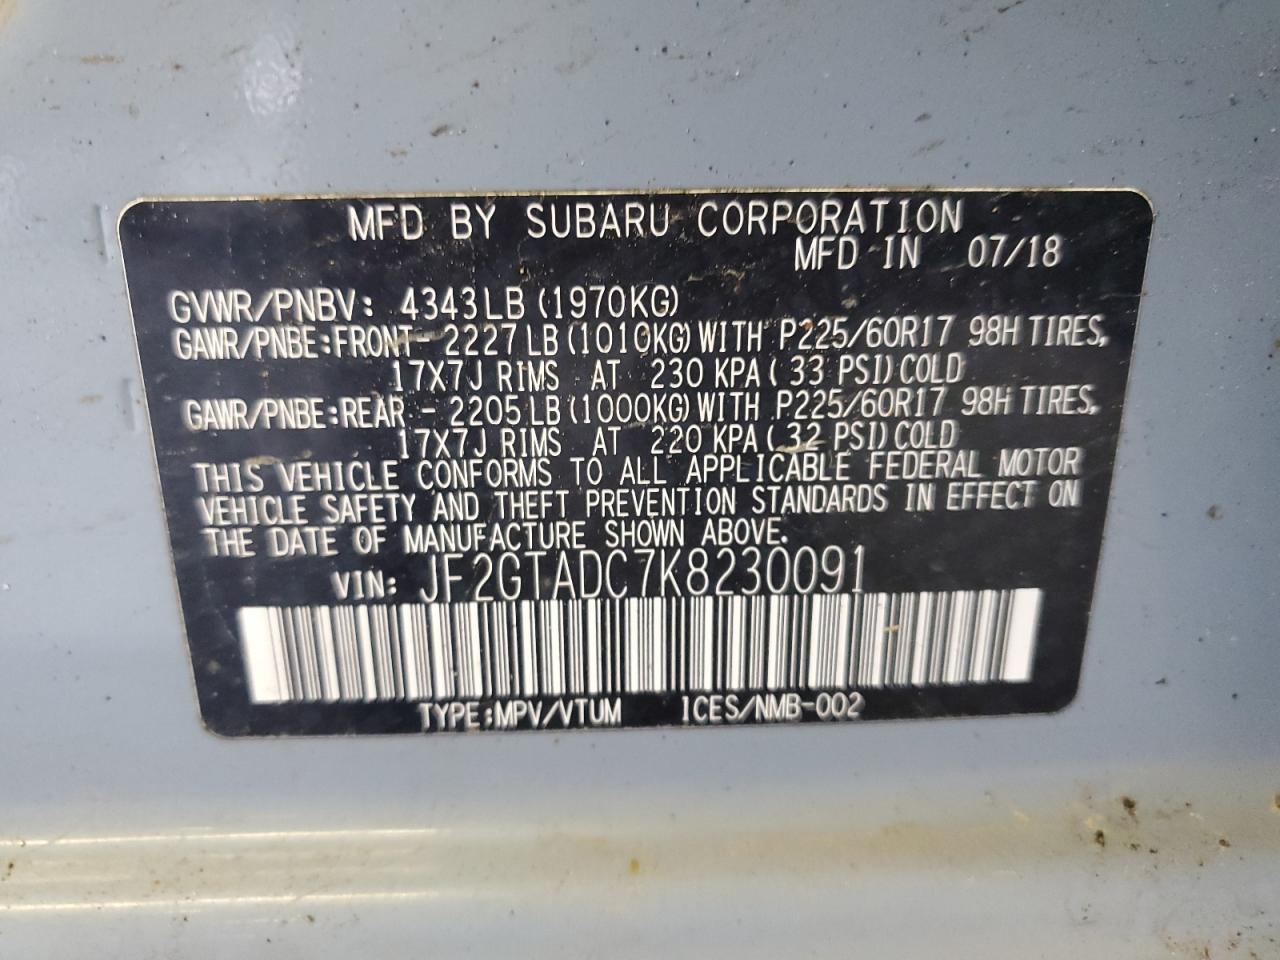 MFD BY SUBARU CORPORATION
MFD IN 07/18
GVWR/PNBV: 4343LB (1970KG)
GAWR/PNBE:FRONT- 2227LB (1010KG) WITH P225/60R17 98H TIRES,
17X7J RIMS AT 230 KPA ( 33 PSI) COLD
GAWR/PNBE:REAR - 2205LB (1000KG) WITH P225/60R17 98H TIRES,
17X7J RIMS AT 220 KPA ( 32 PSI) COLD
THIS VEHICLE CONFORMS TO ALL APPLICABLE FEDERAL MOTOR
VEHICLE SAFETY AND THEFT PREVENTION STANDARDS IN EFFECT ON
THE DATE OF MANUFACTURE SHOWN ABOVE.
VIN: JF2GTADC7K8230091
TYPE:MPV/VTUM ICES/NMB-002